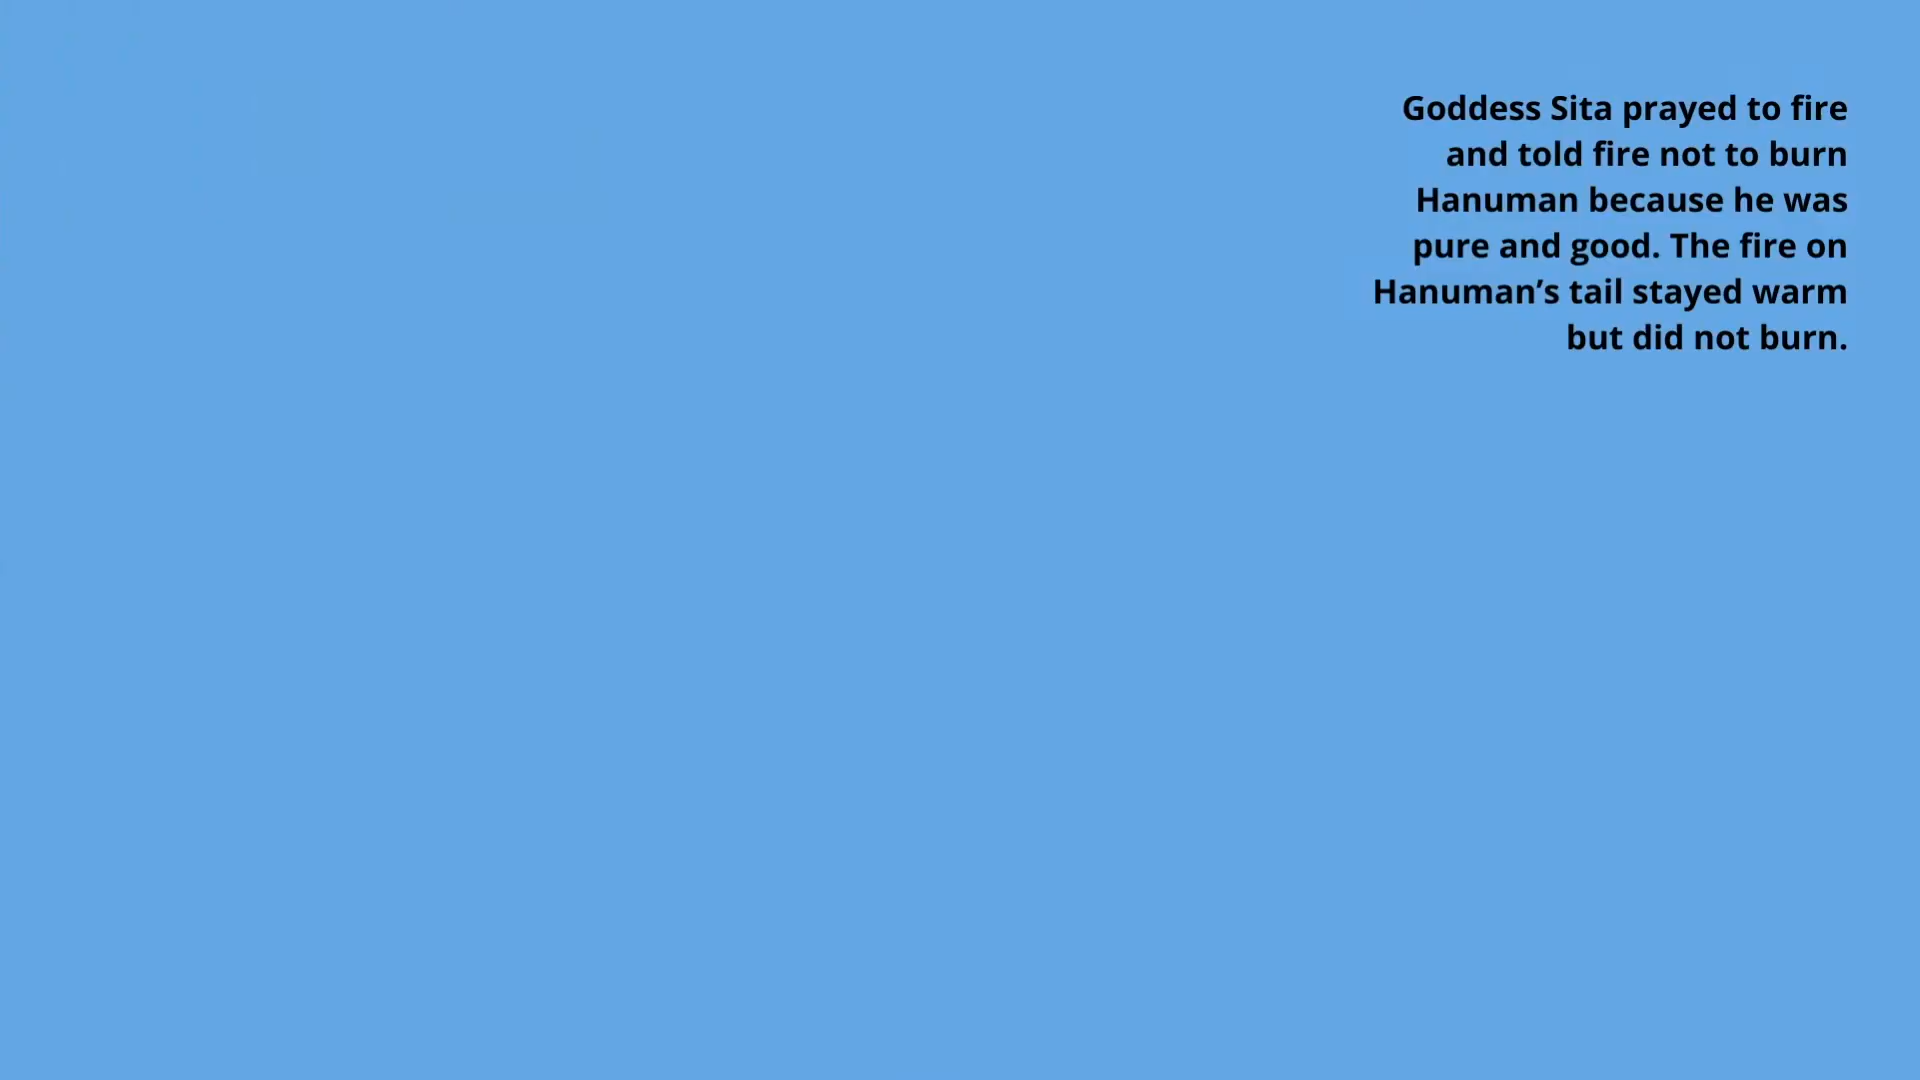 Goddess Sita prayed to fire
and told fire not to burn
Hanuman because he was
pure and good. The fire on
Hanuman’s tail stayed warm
but did not burn.